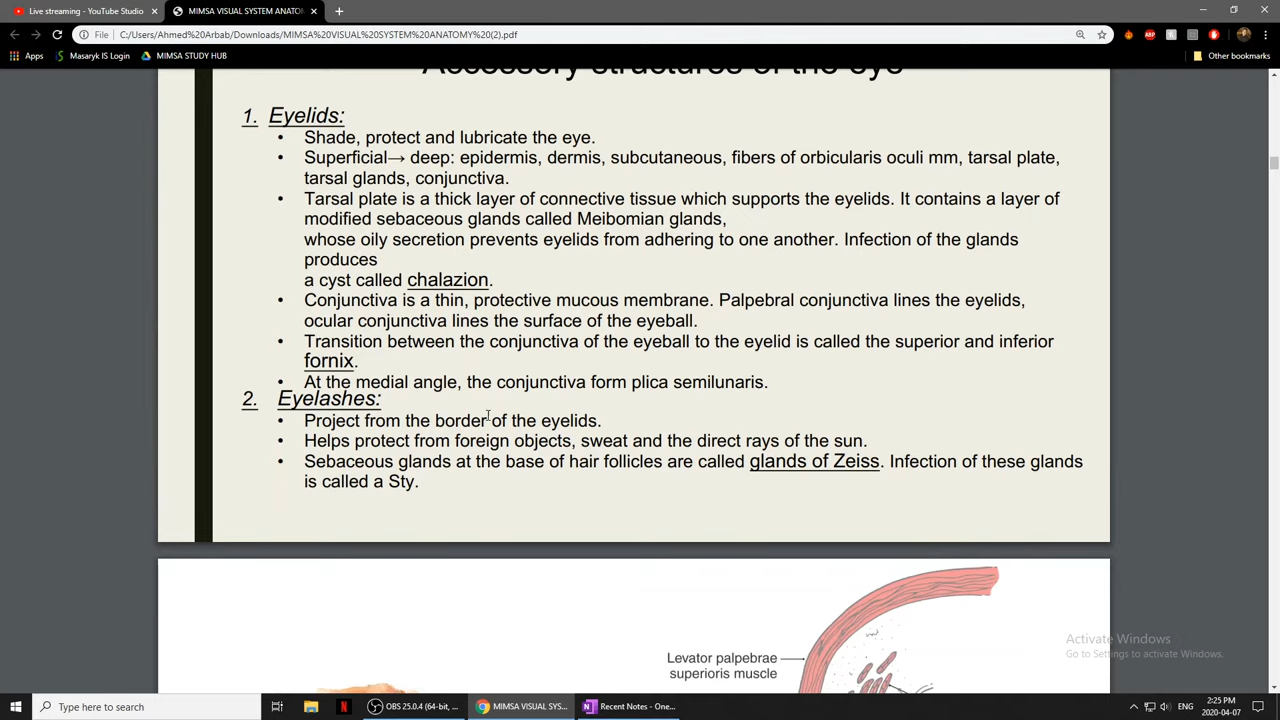 Live streaming - YouTube Studio
MIMSA VISUAL SYSTEM ANATOM
File
C:/Users/Ahmed%20Arbab/Downloads/MIMSA%20VISUAL%20SYSTEM%20ANATOMY%20(2).pdf
Apps
Masaryk IS Login
MIMSA STUDY HUB
Other bookmarks
Accessory structures of the eye
1. Eyelids:
• Shade, protect and lubricate the eye.
• Superficial→ deep: epidermis, dermis, subcutaneous, fibers of orbicularis oculi mm, tarsal plate,
tarsal glands, conjunctiva.
• Tarsal plate is a thick layer of connective tissue which supports the eyelids. It contains a layer of
modified sebaceous glands called Meibomian glands,
whose oily secretion prevents eyelids from adhering to one another. Infection of the glands
produces
a cyst called chalazion.
• Conjunctiva is a thin, protective mucous membrane. Palpebral conjunctiva lines the eyelids,
ocular conjunctiva lines the surface of the eyeball.
• Transition between the conjunctiva of the eyeball to the eyelid is called the superior and inferior
fornix.
• At the medial angle, the conjunctiva form plica semilunaris.
2. Eyelashes:
• Project from the border of the eyelids.
• Helps protect from foreign objects, sweat and the direct rays of the sun.
• Sebaceous glands at the base of hair follicles are called glands of Zeiss. Infection of these glands
is called a Sty.
Levator palpebrae
superioris muscle
Activate Windows
Go to Settings to activate Windows.
Type here to search
OBS 25.0.4 (64-bit, ...
MIMSA VISUAL SYS...
Recent Notes - One...
ENG
2:25 PM
2020-04-07